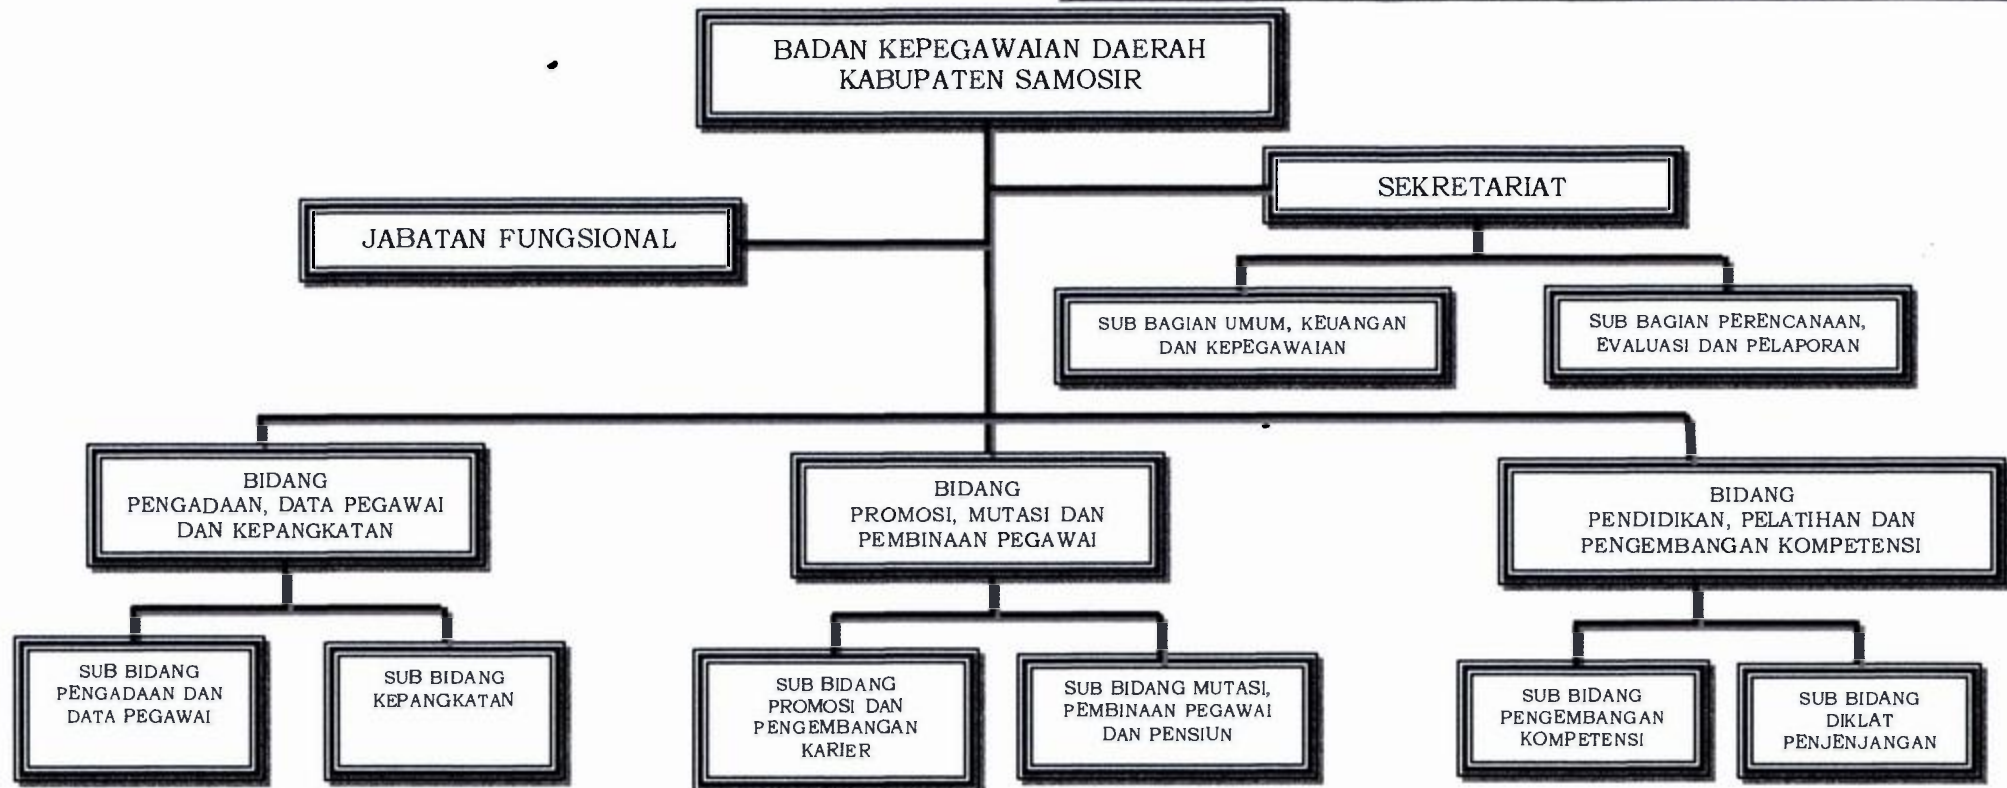 BADAN KEPEGAWAIAN DAERAH
KABUPATEN SAMOSIR
SEKRETARIAT
JABATAN FUNGSIONAL
SUB BAGIAN UMUM, KEUANGAN
DAN KEPEGAWAIAN
SUB BAGIAN PERENCANAAN,
EVALUASI DAN PELAPORAN
BIDANG
PENGADAAN, DATA PEGAWAI
DAN KEPANGKATAN
BIDANG
PROMOSI, MUTASI DAN
PEMBINAAN PEGAWAI
BIDANG
PENDIDIKAN, PELATIHAN DAN
PENGEMBANGAN KOMPETENSI
SUB BIDANG
PENGADAAN DAN
DATA PEGAWAI
SUB BIDANG
KEPANGKATAN
SUB BIDANG
PROMOSI DAN
PENGEMBANGAN
KARIER
SUB BIDANG MUTASI,
PEMBINAAN PEGAWAI
DAN PENSIUN
SUB BIDANG
PENGEMBANGAN
KOMPETENSI
SUB BIDANG
DIKLAT
PENJENJANGAN